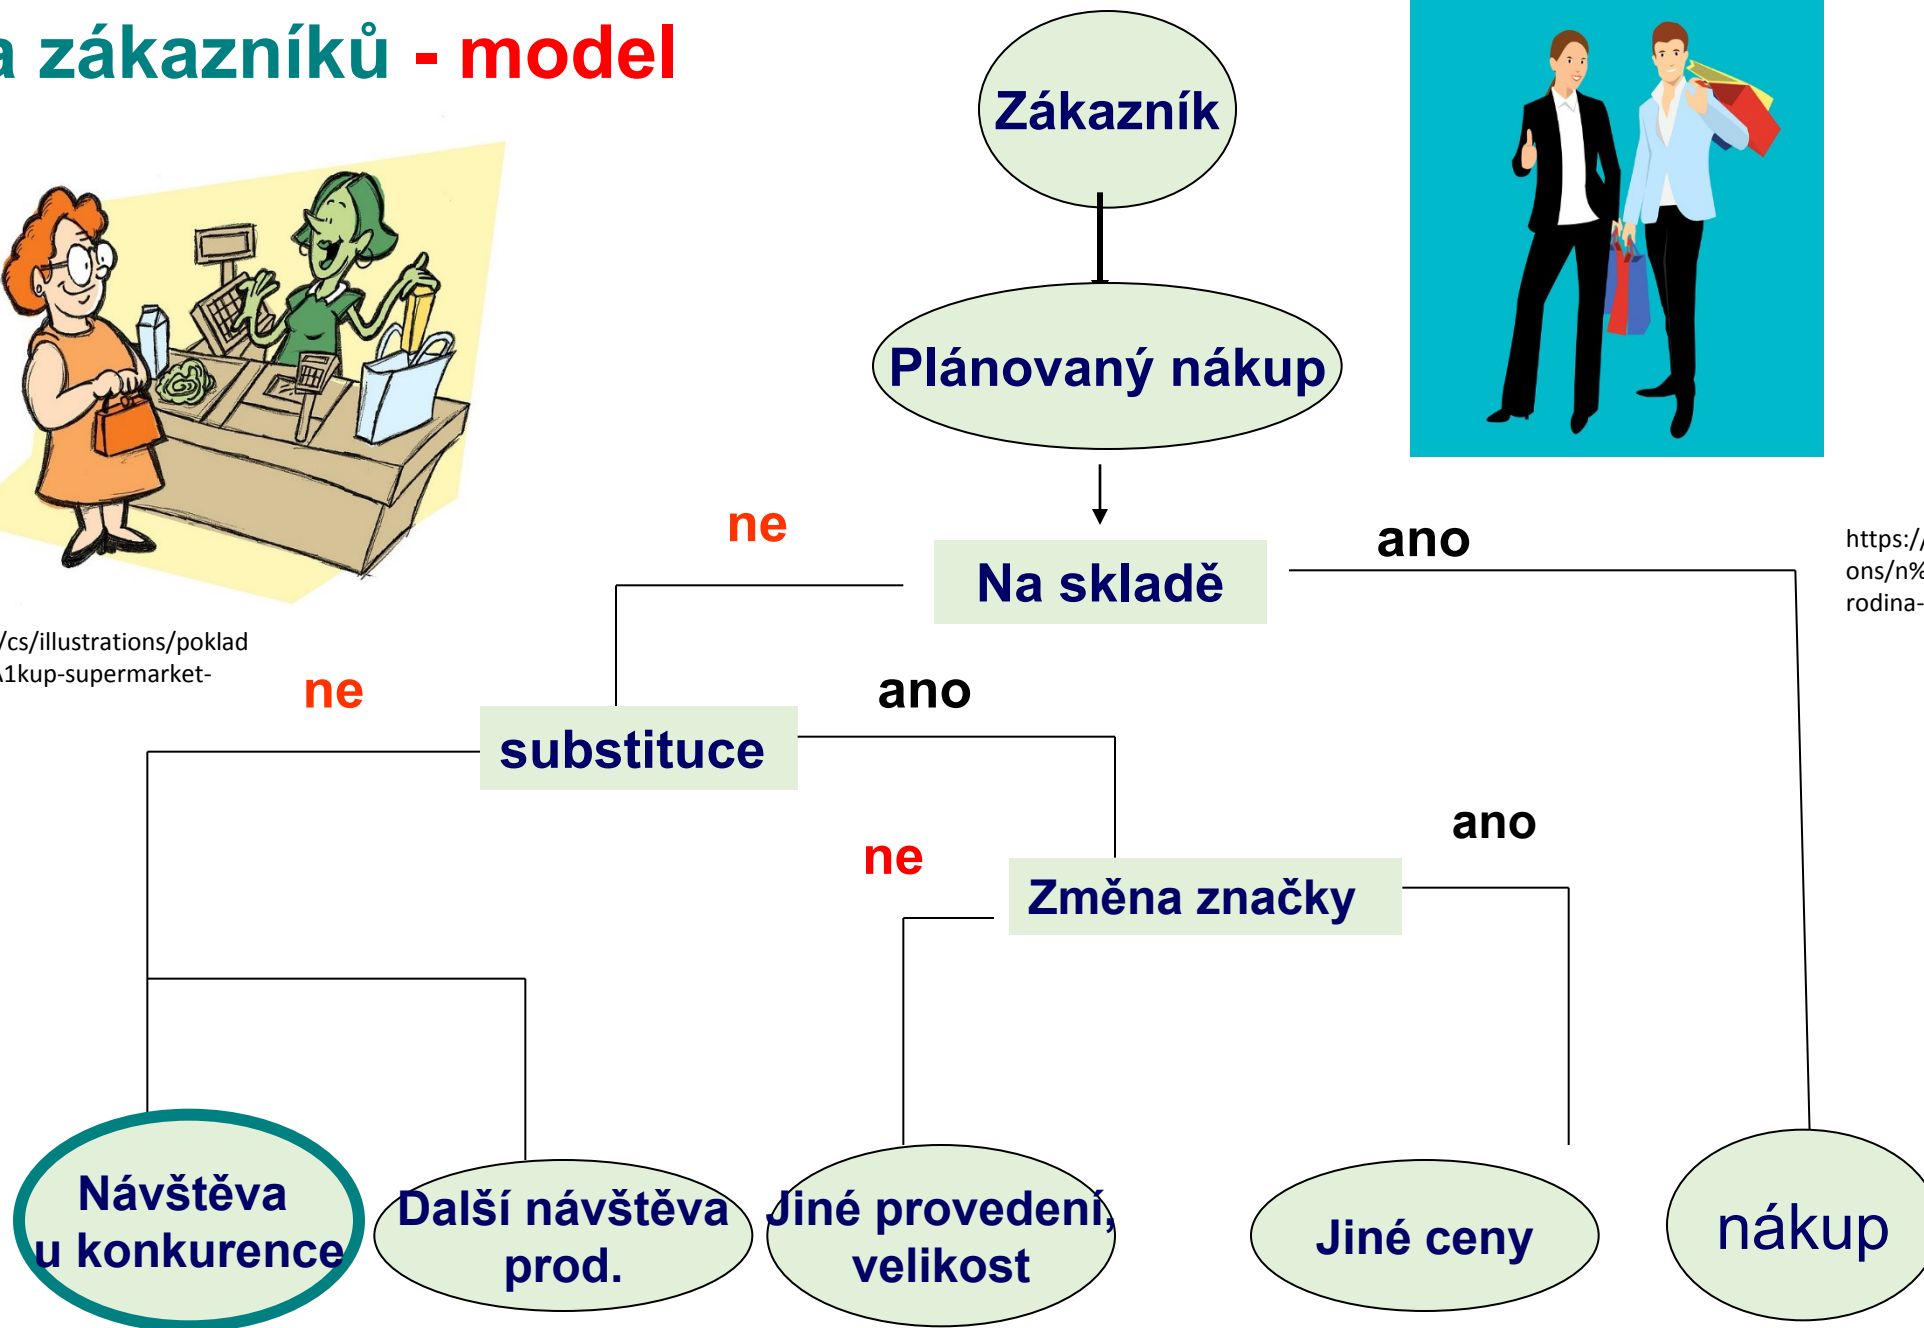 a zákazníků - model
Zákazník
Plánovaný nákup
ne
ano
Na skladě
https:/
ons/n%
rodina-
/cs/illustrations/poklad
1kup-supermarket-
ne
ano
substituce
ano
ne
Změna značky
Návštěva
u konkurence
Další návštěva
prod.
Jiné provedení,
velikost
Jiné ceny
nákup